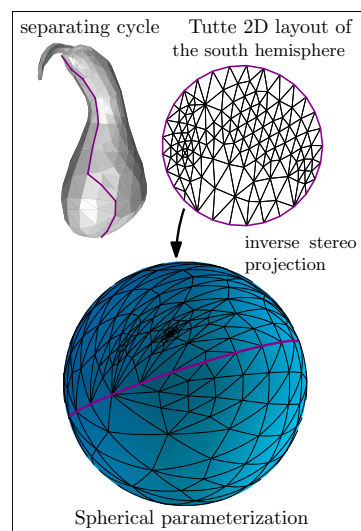 separating cycle
Tutte 2D layout of
the south hemisphere
inverse stereo
projection
Spherical parameterization